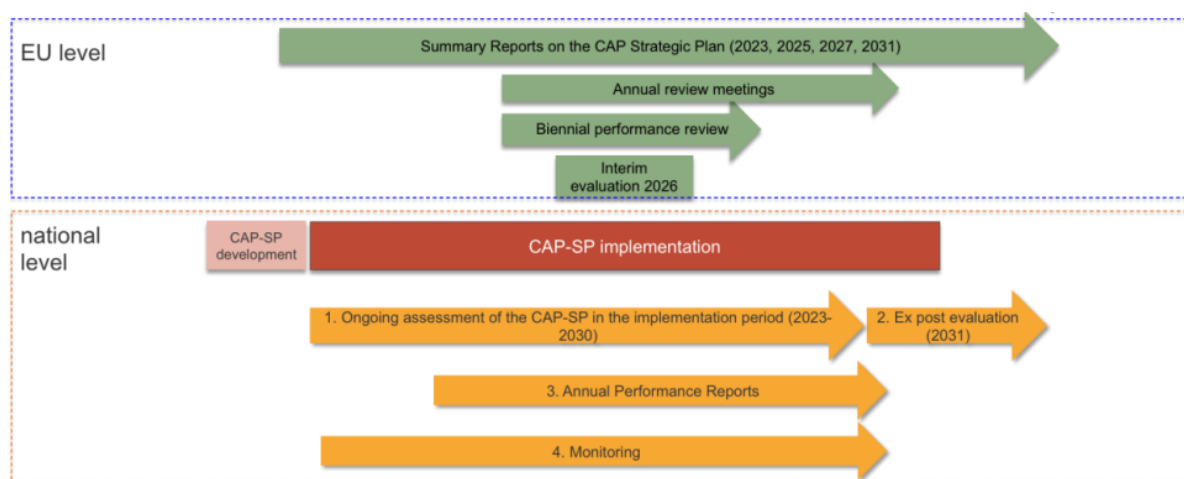 EU level
Summary Reports on the CAP Strategic Plan (2023, 2025, 2027, 2031)
Annual review meetings
Biennial performance review
Interim
evaluation 2026
national
level
CAP-SP
development
CAP-SP implementation
1. Ongoing assessment of the CAP-SP in the implementation period (2023-
2030)
2. Ex post evaluation
(2031)
3. Annual Performance Reports
4. Monitoring